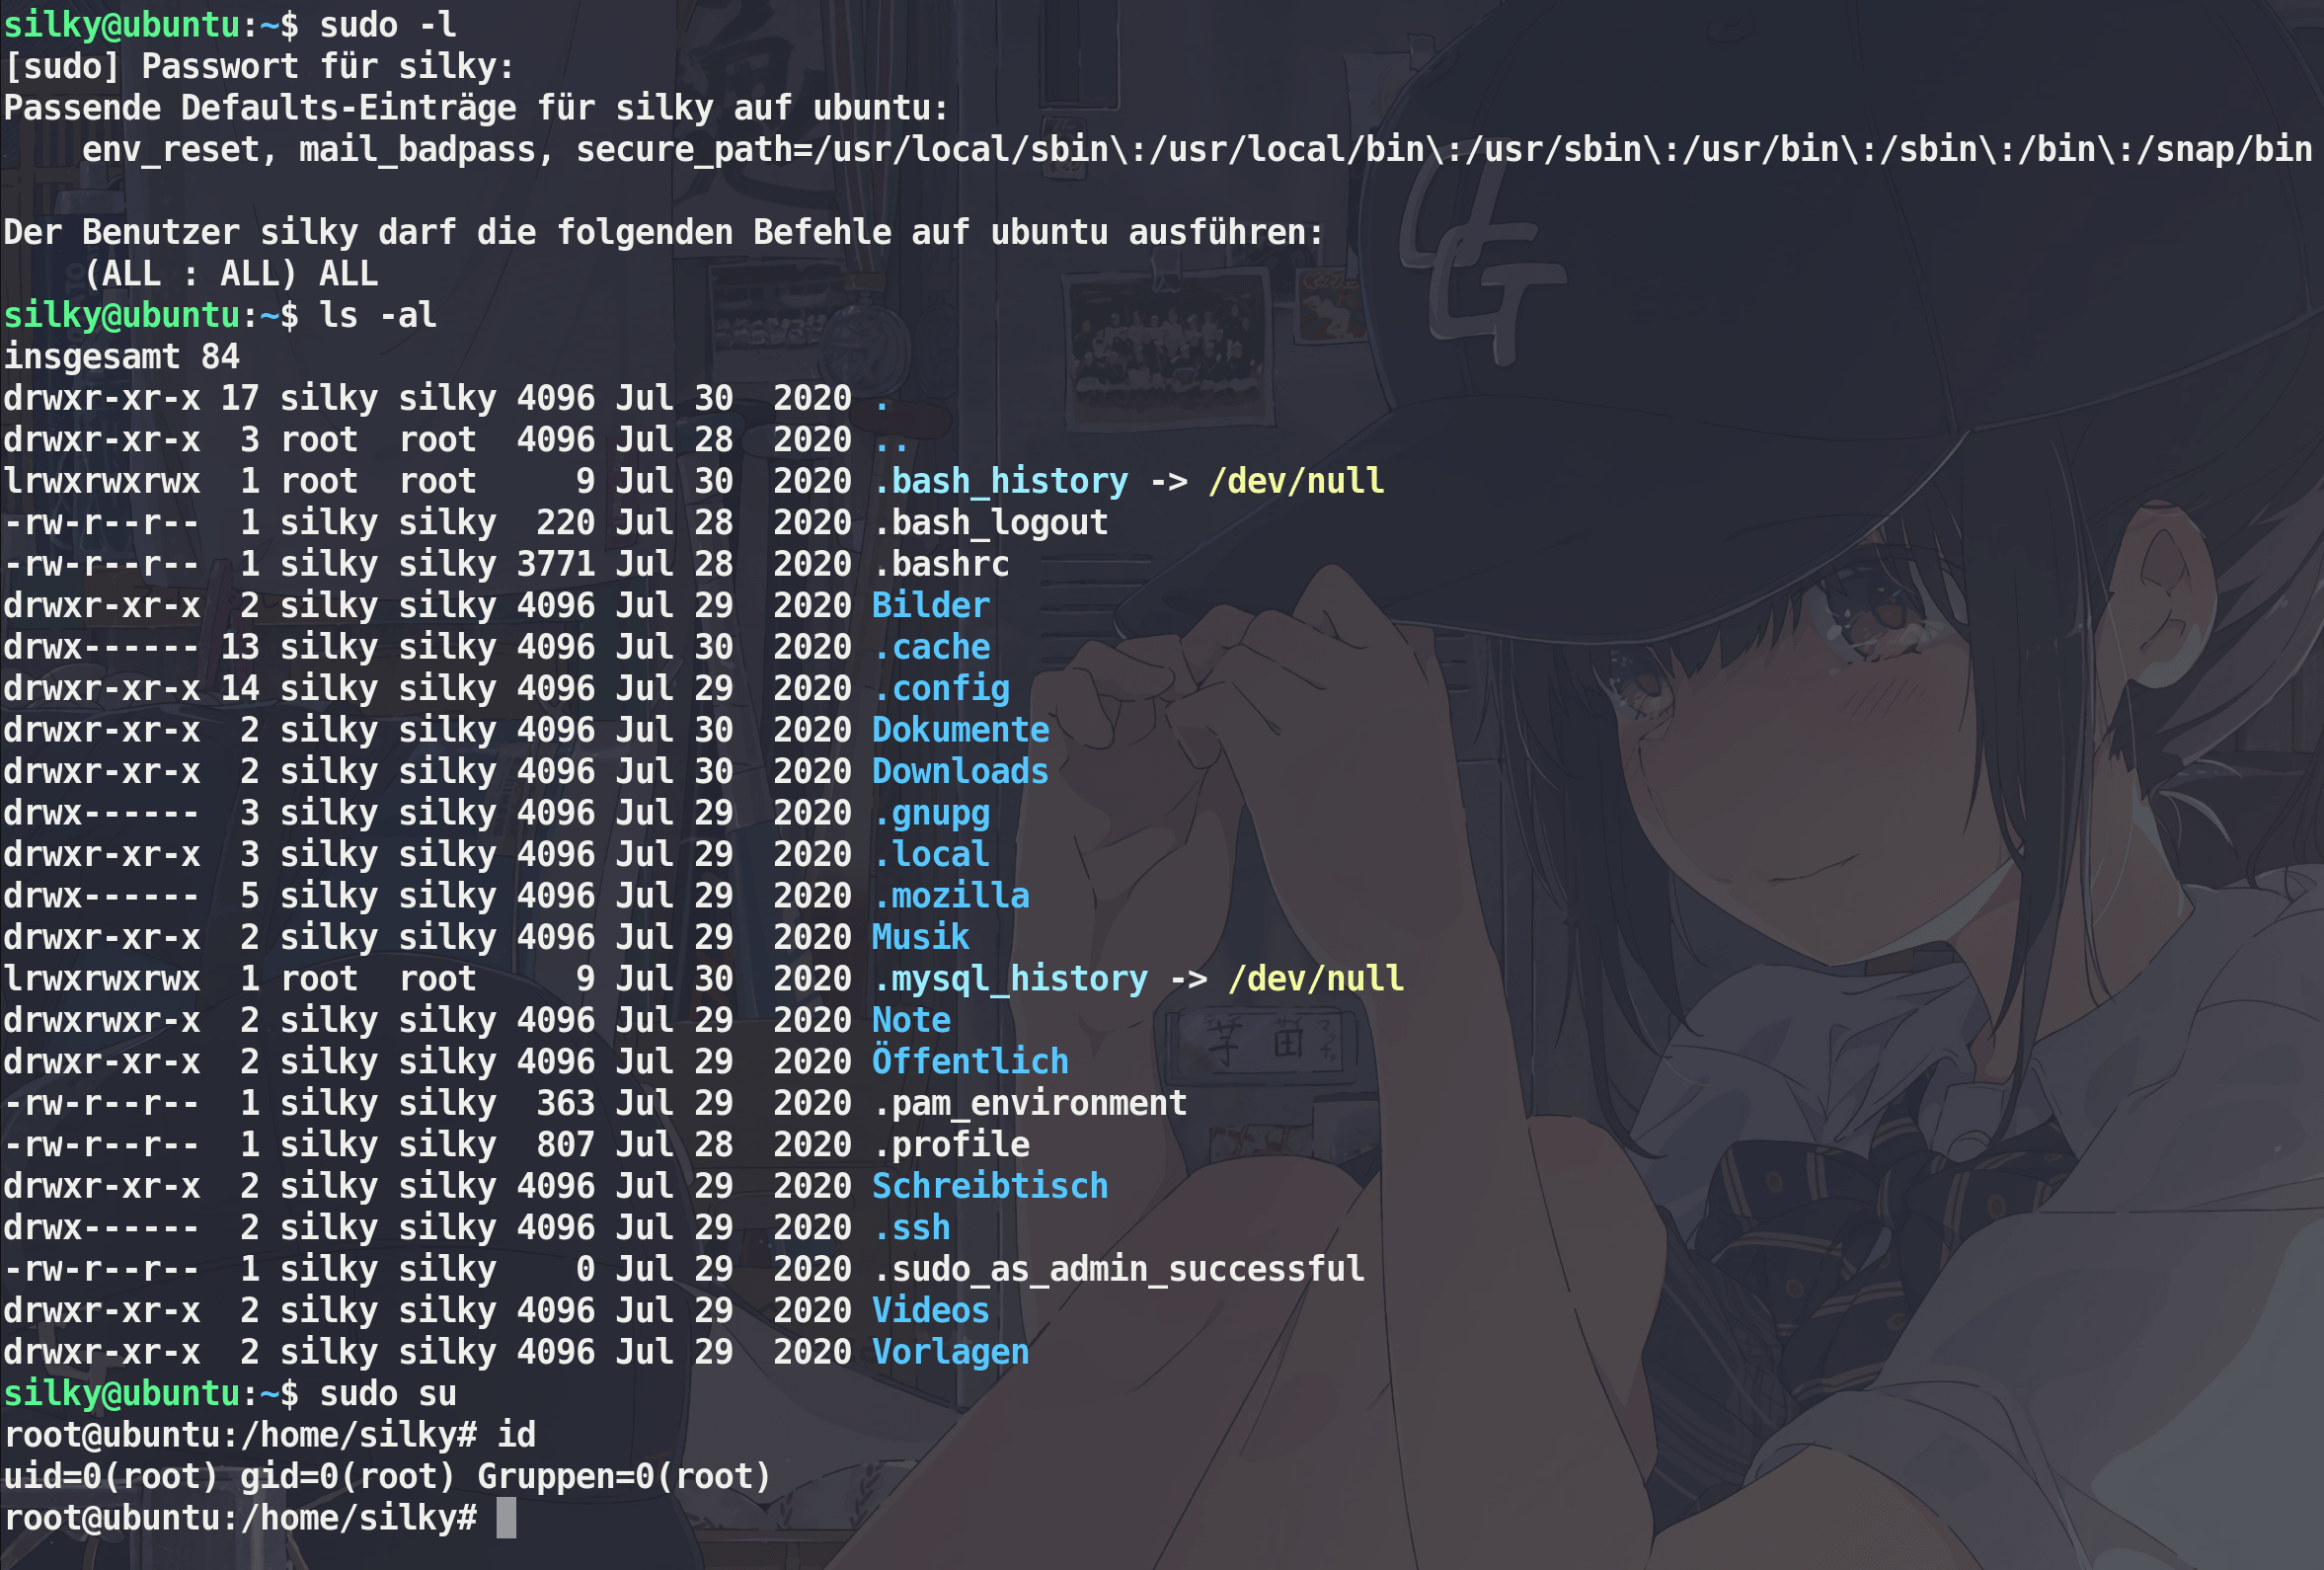 silky@ubuntu:~$ sudo -l
[sudo] Passwort für silky:
Passende Defaults-Einträge für silky auf ubuntu:
    env_reset, mail_badpass, secure_path=/usr/local/sbin\:/usr/local/bin\:/usr/sbin\:/usr/bin\:/sbin\:/bin\:/snap/bin

Der Benutzer silky darf die folgenden Befehle auf ubuntu ausführen:
    (ALL : ALL) ALL
silky@ubuntu:~$ ls -al
insgesamt 84
drwxr-xr-x 17 silky silky 4096 Jul 30  2020 .
drwxr-xr-x  3 root  root  4096 Jul 28  2020 ..
lrwxrwxrwx  1 root  root     9 Jul 30  2020 .bash_history -> /dev/null
-rw-r--r--  1 silky silky  220 Jul 28  2020 .bash_logout
-rw-r--r--  1 silky silky 3771 Jul 28  2020 .bashrc
drwxr-xr-x  2 silky silky 4096 Jul 29  2020 Bilder
drwx------ 13 silky silky 4096 Jul 30  2020 .cache
drwxr-xr-x 14 silky silky 4096 Jul 29  2020 .config
drwxr-xr-x  2 silky silky 4096 Jul 30  2020 Dokumente
drwxr-xr-x  2 silky silky 4096 Jul 30  2020 Downloads
drwx------  3 silky silky 4096 Jul 29  2020 .gnupg
drwxr-xr-x  3 silky silky 4096 Jul 29  2020 .local
drwx------  5 silky silky 4096 Jul 29  2020 .mozilla
drwxr-xr-x  2 silky silky 4096 Jul 29  2020 Musik
lrwxrwxrwx  1 root  root     9 Jul 30  2020 .mysql_history -> /dev/null
drwxrwxr-x  2 silky silky 4096 Jul 29  2020 Note
drwxr-xr-x  2 silky silky 4096 Jul 29  2020 Öffentlich
-rw-r--r--  1 silky silky  363 Jul 29  2020 .pam_environment
-rw-r--r--  1 silky silky  807 Jul 28  2020 .profile
drwxr-xr-x  2 silky silky 4096 Jul 29  2020 Schreibtisch
drwx------  2 silky silky 4096 Jul 29  2020 .ssh
-rw-r--r--  1 silky silky    0 Jul 29  2020 .sudo_as_admin_successful
drwxr-xr-x  2 silky silky 4096 Jul 29  2020 Videos
drwxr-xr-x  2 silky silky 4096 Jul 29  2020 Vorlagen
silky@ubuntu:~$ sudo su
root@ubuntu:/home/silky# id
uid=0(root) gid=0(root) Gruppen=0(root)
root@ubuntu:/home/silky#